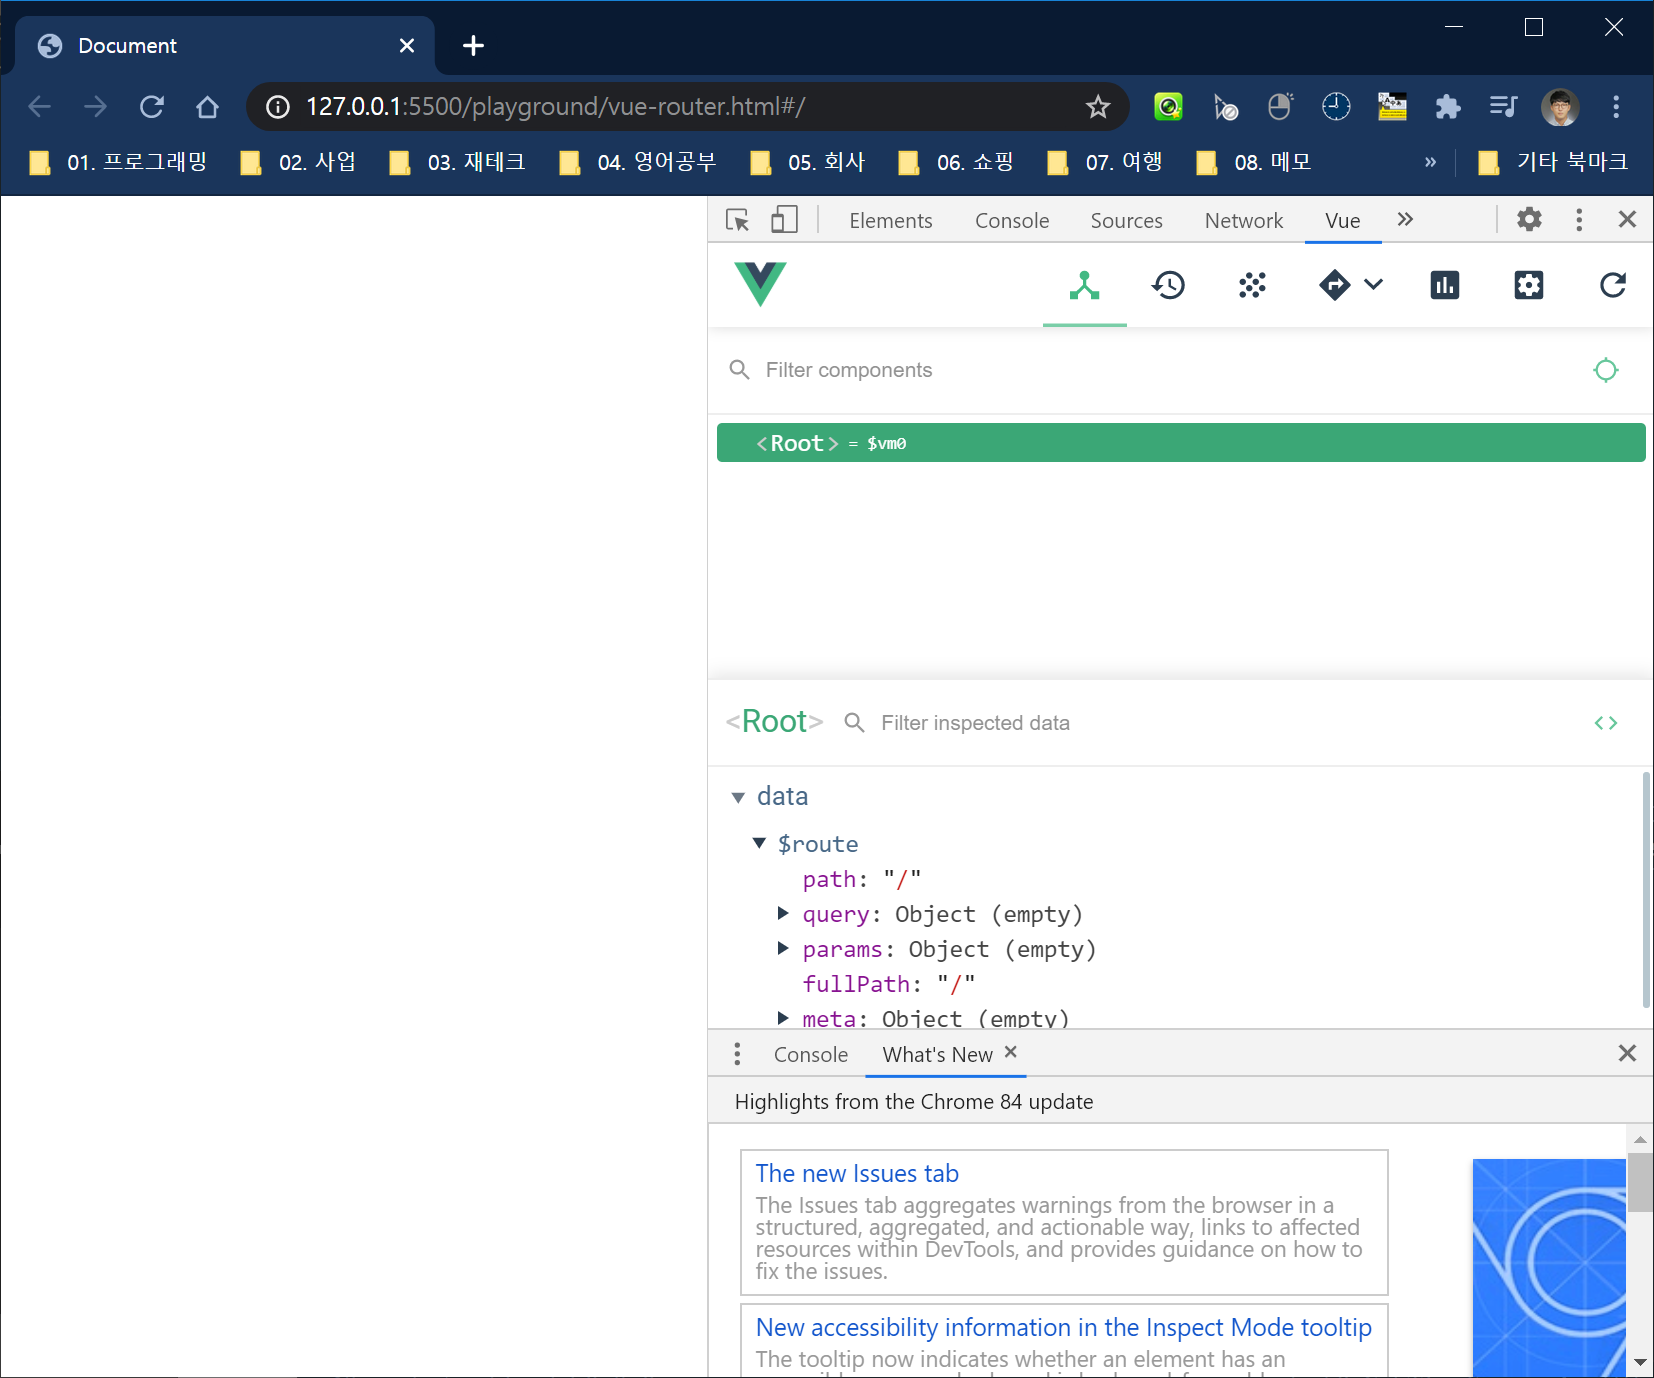 Document
127.0.0.1:5500/playground/vue-router.html#/
01. 프로그래밍 02. 사업 03. 재테크 04. 영어공부 05. 회사 06. 쇼핑 07. 여행 08. 메모 » 기타 북마크
Elements Console Sources Network Vue
Filter components
<Root> = $vm0
<Root> Filter inspected data
data
$route
path: "/"
query: Object (empty)
params: Object (empty)
fullPath: "/"
meta: Object (empty)
Console What's New
Highlights from the Chrome 84 update
The new Issues tab
The Issues tab aggregates warnings from the browser in a
structured, aggregated, and actionable way, links to affected
resources within DevTools, and provides guidance on how to
fix the issues.
New accessibility information in the Inspect Mode tooltip
The tooltip now indicates whether an element has an